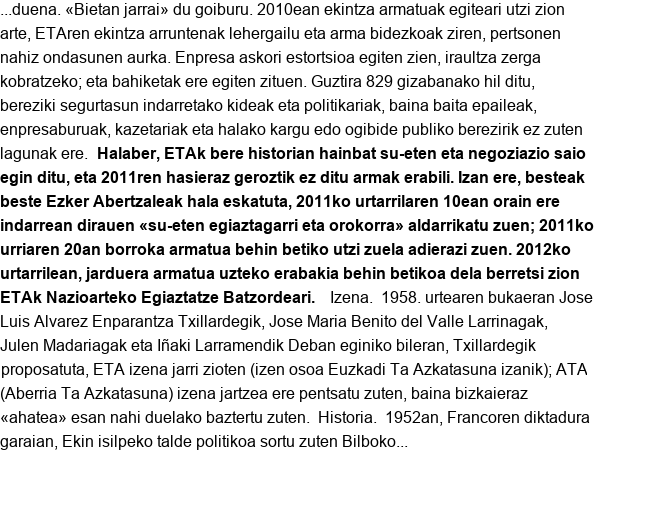 ...duena. «Bietan jarrai» du goiburu. 2010ean ekintza armatuak egiteari utzi zion
arte, ETAren ekintza arruntenak lehergailu eta arma bidezkoak ziren, pertsonen
nahiz ondasunen aurka. Enpresa askori estortsioa egiten zien, iraultza zerga
kobratzeko; eta bahiketak ere egiten zituen. Guztira 829 gizabanako hil ditu,
bereziki segurtasun indarretako kideak eta politikariak, baina baita epaileak,
enpresaburuak, kazetariak eta halako kargu edo ogibide publiko berezirik ez zuten
lagunak ere.  Halaber, ETAk bere historian hainbat su-eten eta negoziazio saio
egin ditu, eta 2011ren hasieraz geroztik ez ditu armak erabili. Izan ere, besteak
beste Ezker Abertzaleak hala eskatuta, 2011ko urtarrilaren 10ean orain ere
indarrean dirauen «su-eten egiaztagarri eta orokorra» aldarrikatu zuen; 2011ko
urriaren 20an borroka armatua behin betiko utzi zuela adierazi zuen. 2012ko
urtarrilean, jarduera armatua uzteko erabakia behin betikoa dela berretsi zion
ETAk Nazioarteko Egiaztatze Batzordeari.   Izena.  1958. urtearen bukaeran Jose
Luis Alvarez Enparantza Txillardegik, Jose Maria Benito del Valle Larrinagak,
Julen Madariagak eta Iñaki Larramendik Deban eginiko bileran, Txillardegik
proposatuta, ETA izena jarri zioten (izen osoa Euzkadi Ta Azkatasuna izanik); ATA
(Aberria Ta Azkatasuna) izena jartzea ere pentsatu zuten, baina bizkaieraz
«ahatea» esan nahi duelako baztertu zuten.  Historia.  1952an, Francoren diktadura
garaian, Ekin isilpeko talde politikoa sortu zuten Bilboko...